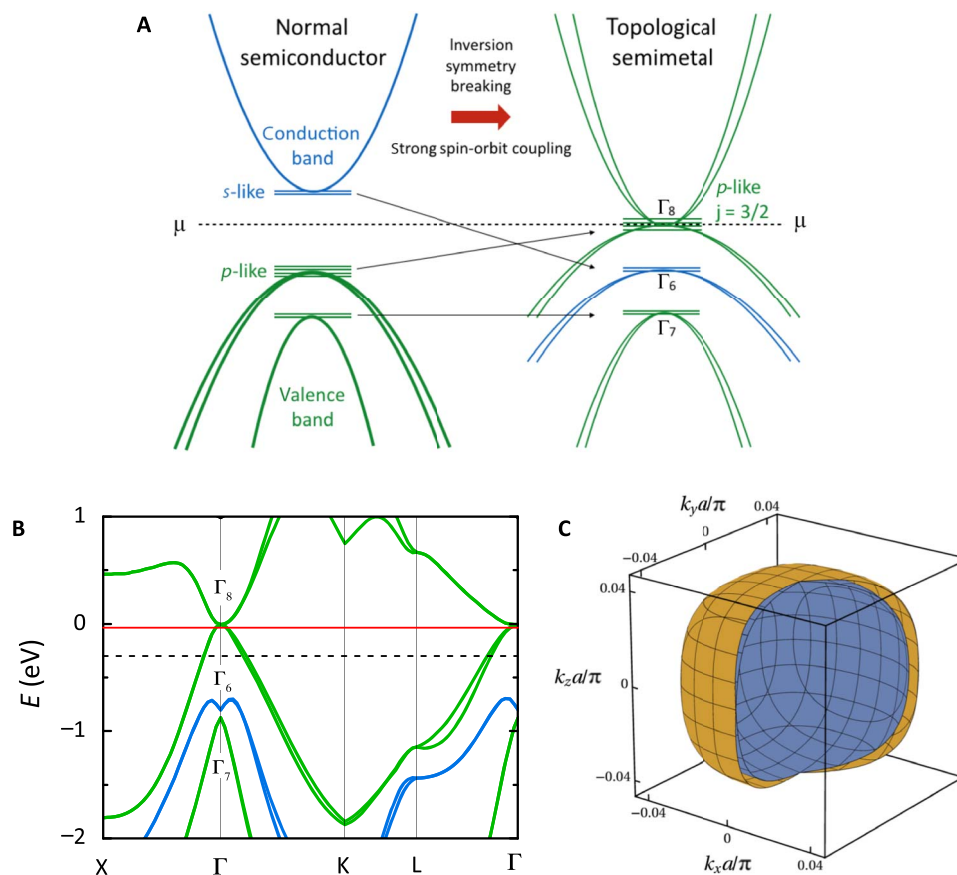 A
Normal
semiconductor
Inversion
symmetry
breaking
Strong spin-orbit coupling
Topological
semimetal
Conduction
band
s-like
μ
p-like
Valence
band
Γ8
p-like
j = 3/2
μ
Γ6
Γ7
B
E (eV)
1
0
−1
−2
Γ8
Γ6
Γ7
X
Γ
K
L
Γ
C
kya/π
−0.04
0
0.04
kza/π
0.04
0
−0.04
kxa/π
−0.04
0
0.04